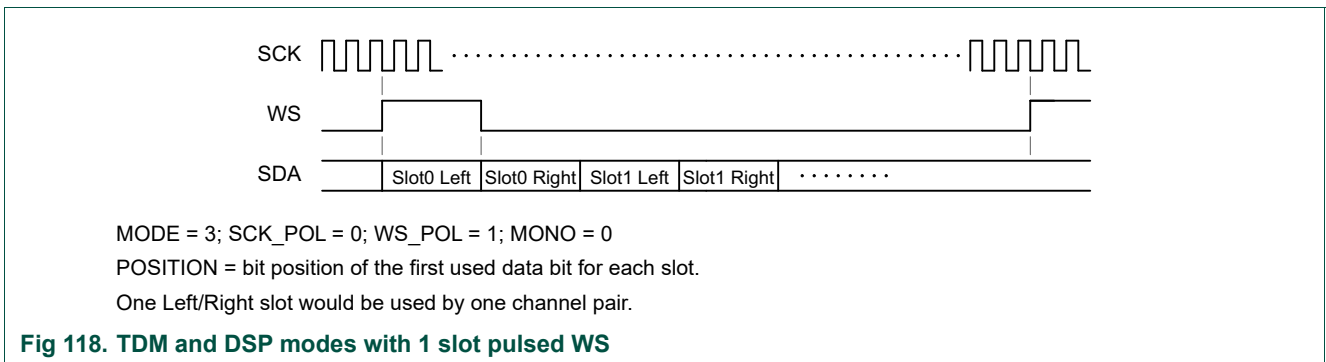 SCK
WS
SDA Slot0 Left Slot0 Right Slot1 Left Slot1 Right
MODE = 3; SCK_POL = 0; WS_POL = 1; MONO = 0
POSITION = bit position of the first used data bit for each slot.
One Left/Right slot would be used by one channel pair.
Fig 118. TDM and DSP modes with 1 slot pulsed WS